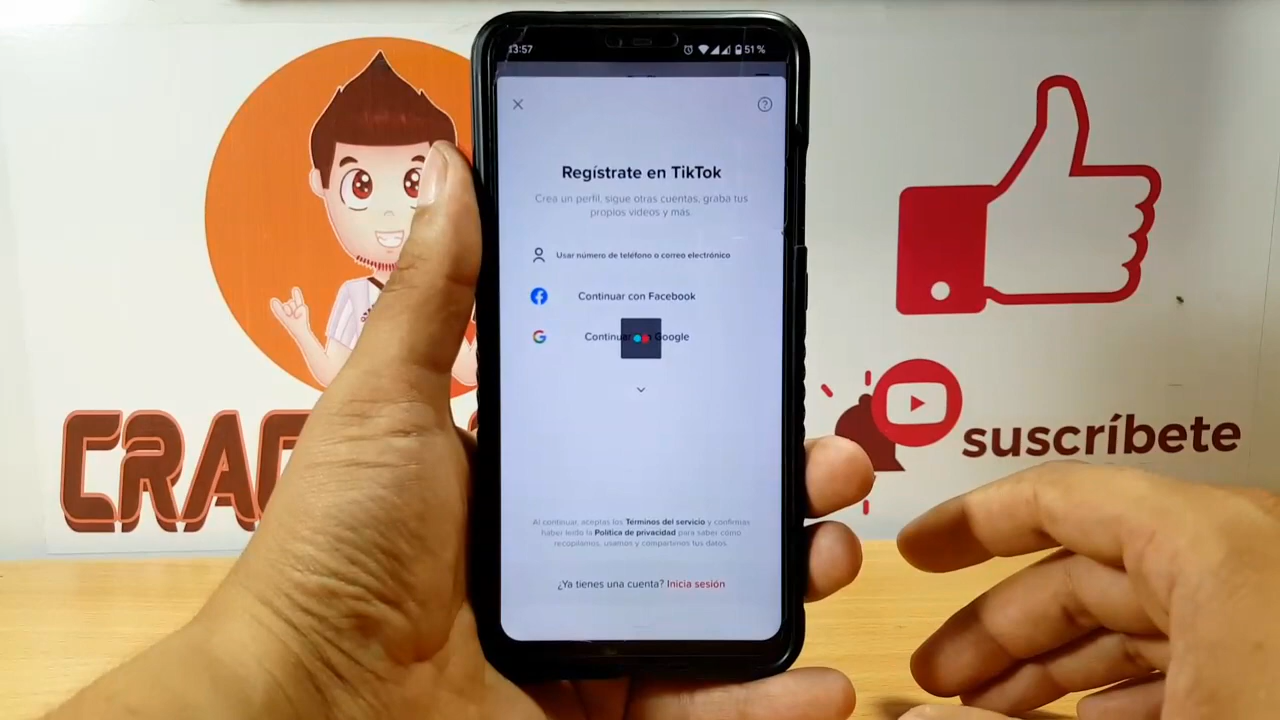 13:57
51 %
Regístrate en TikTok
Crea un perfil, sigue otras cuentas, graba tus
propios videos y más.
Usar número de teléfono o correo electrónico
Continuar con Facebook
Google
Al continuar, aceptas los Términos del servicio y confirmas
haber leído la Política de privacidad para saber cómo
recopilamos, usamos y compartimos tus datos.
¿Ya tienes una cuenta? Inicia sesión
suscríbete